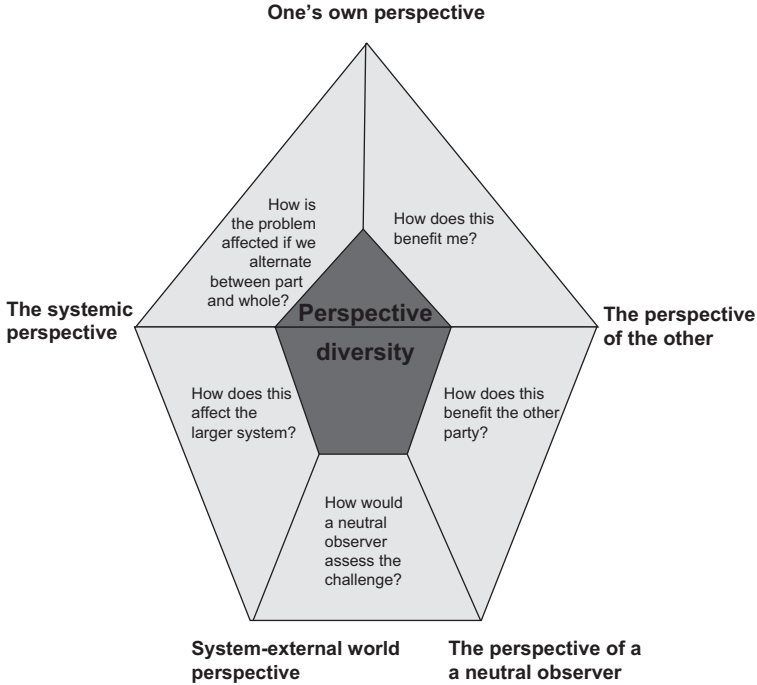 One's own perspective
How is
the problem
affected if we
alternate
between part
and whole?
How does this
benefit me?
The systemic
perspective
Perspective
diversity
The perspective
of the other
How does this
affect the
larger system?
How does this
benefit the other
party?
How would
a neutral
observer
assess the
challenge?
System-external world
perspective
The perspective of a
a neutral observer